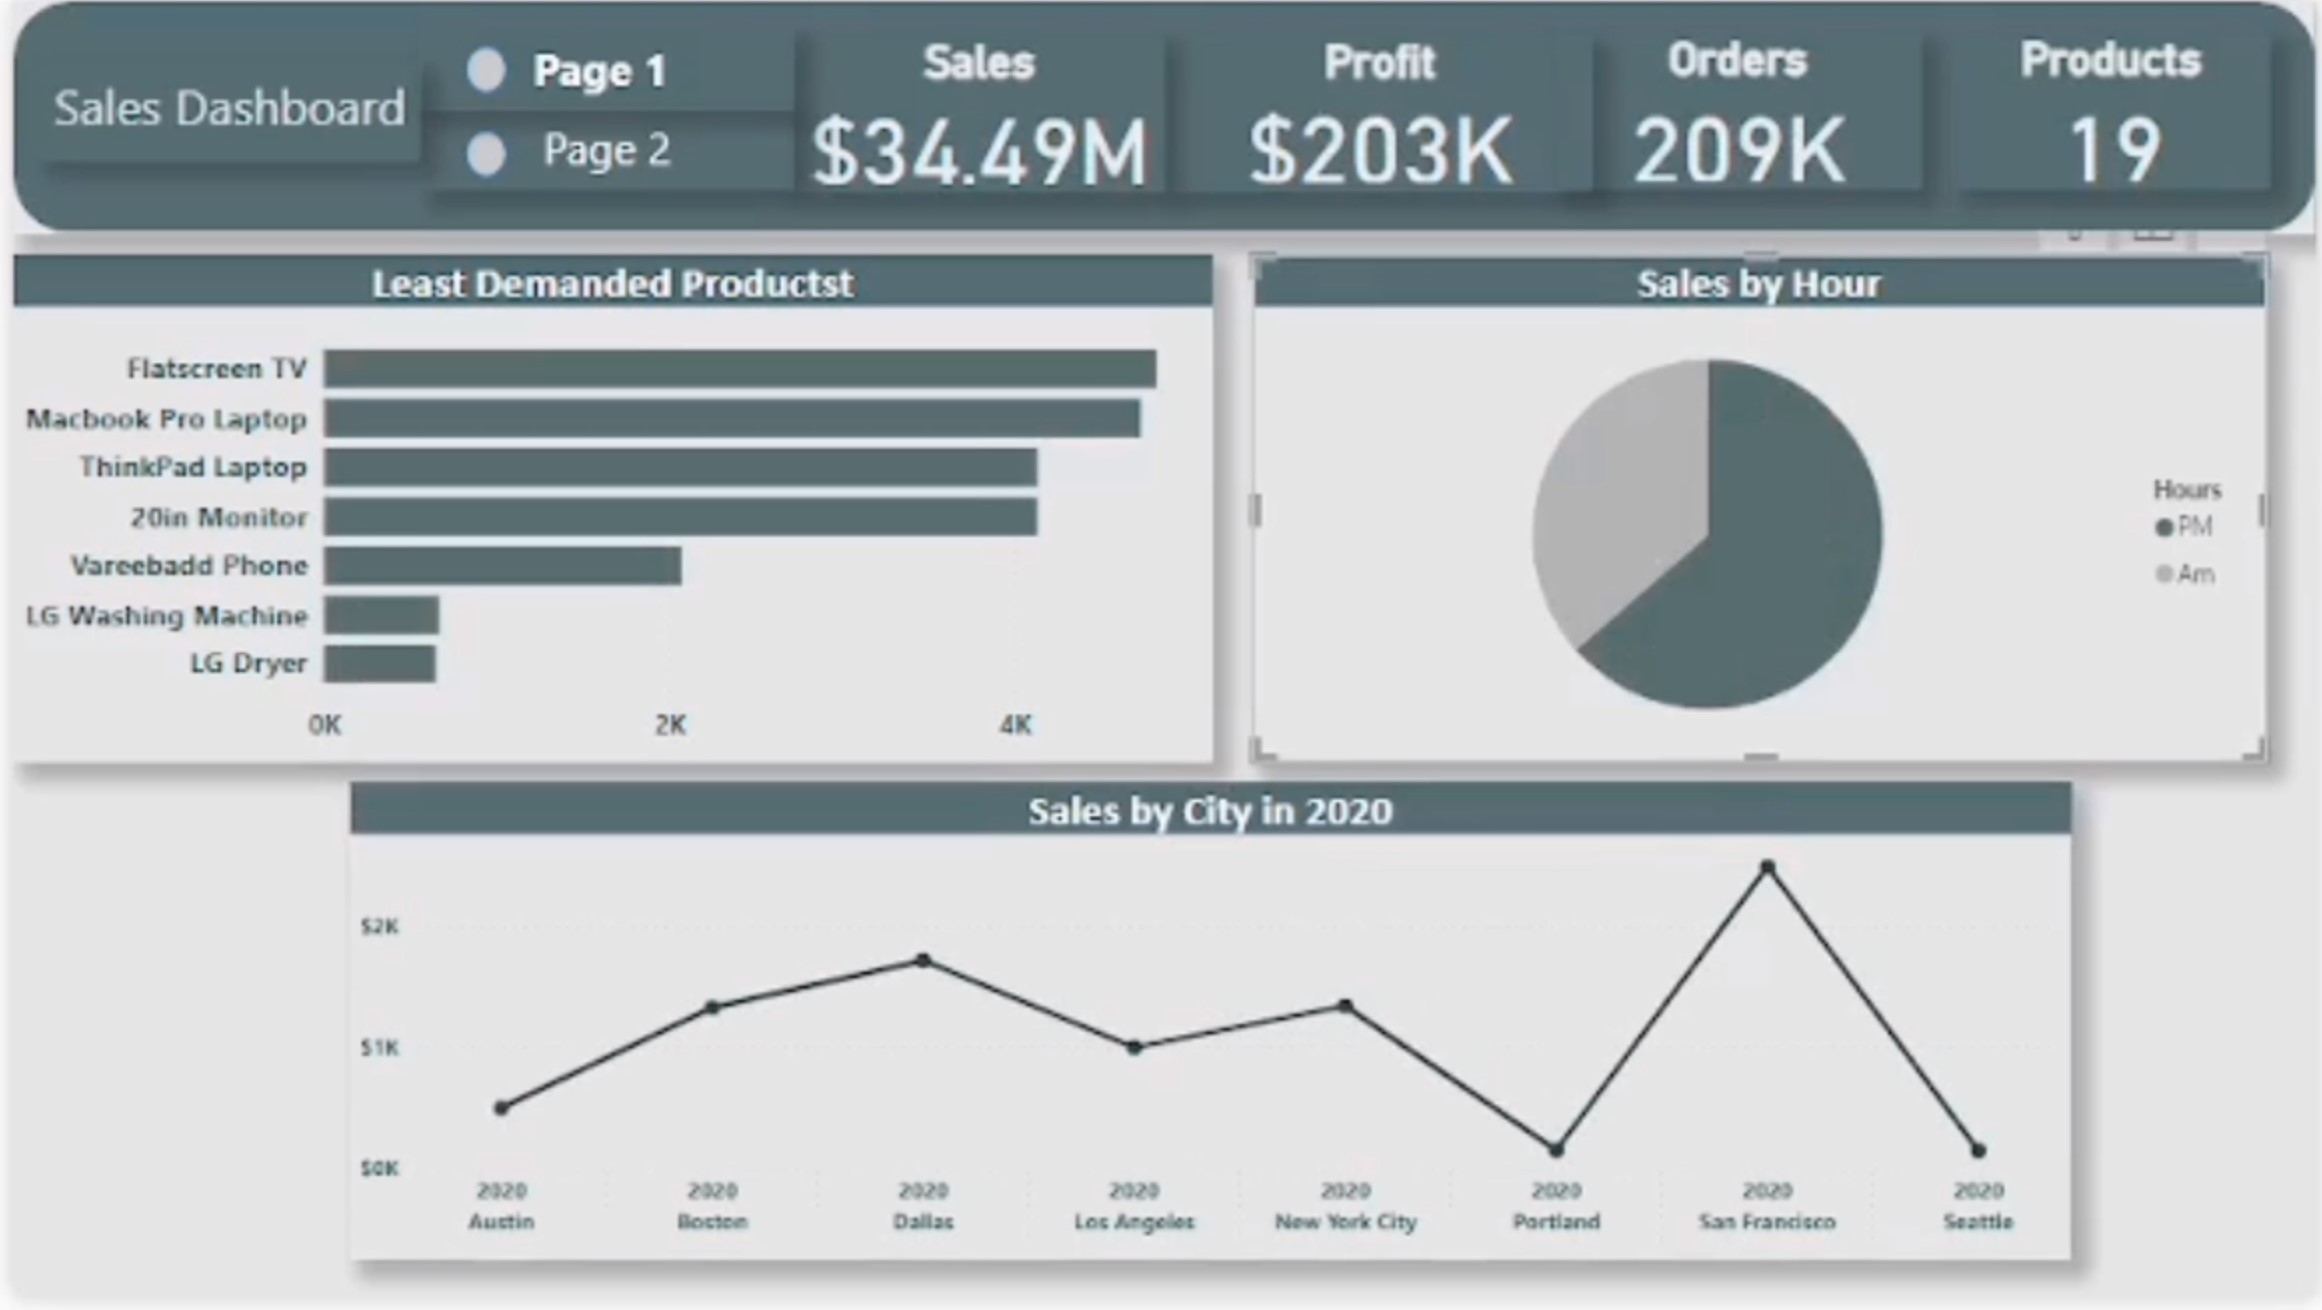 Sales Dashboard
Page 1
Page 2
Sales
$34.49M
Profit
$203K
Orders
209K
Products
19
Least Demanded Productst
Flatscreen TV
Macbook Pro Laptop
ThinkPad Laptop
20in Monitor
Vareebadd Phone
LG Washing Machine
LG Dryer
0K 2K 4K
Sales by Hour
Hours
PM
Am
Sales by City in 2020
$2K
$1K
$0K
2020 2020 2020 2020 2020 2020 2020 2020
Austin Boston Dallas Los Angeles New York City Portland San Francisco Seattle